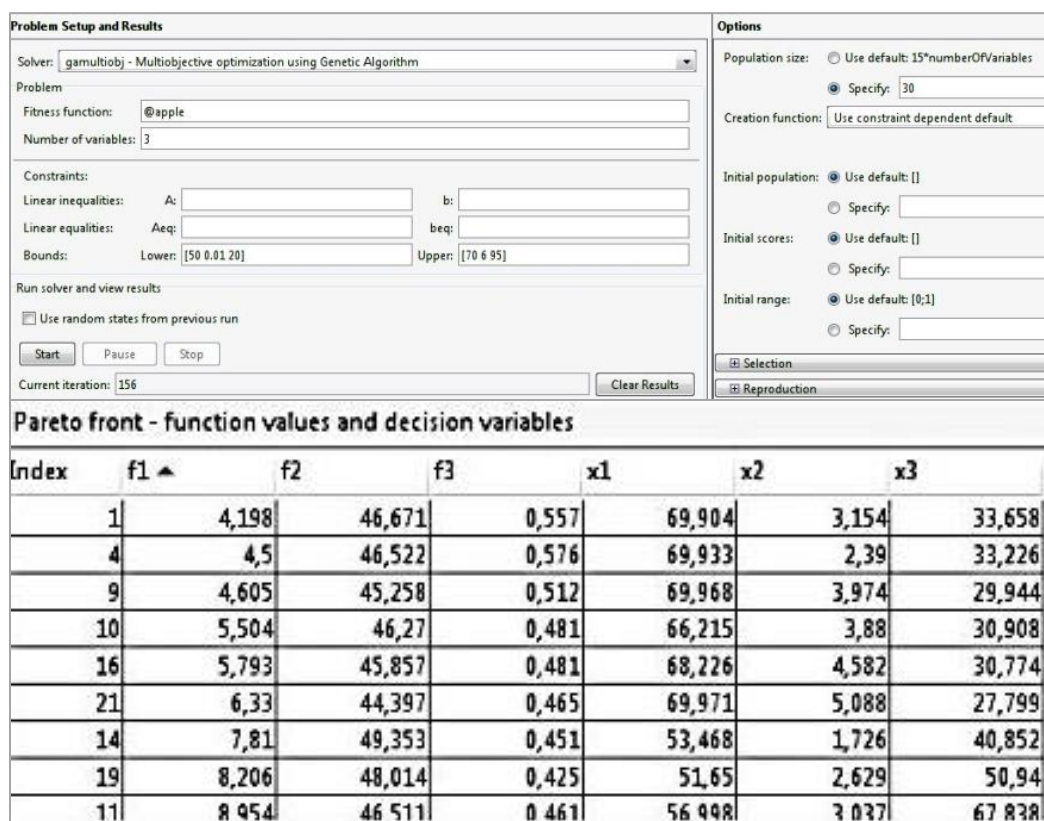 Problem Setup and Results
Solver: gamultiobj - Multiobjective optimization using Genetic Algorithm
Problem
Fitness function: @apple
Number of variables: 3
Constraints:
Linear inequalities: A: b:
Linear equalities: Aeq: beq:
Bounds: Lower: [50 0.01 20] Upper: [70 6 95]
Run solver and view results
Use random states from previous run
Start Pause Stop
Current iteration: 156 Clear Results
Options
Population size: Use default: 15*numberOfVariables
Specify: 30
Creation function: Use constraint dependent default
Initial population: Use default: []
Specify:
Initial scores: Use default: []
Specify:
Initial range: Use default: [0;1]
Specify:
Selection
Reproduction
Pareto front - function values and decision variables
Index f1 f2 f3 x1 x2 x3
1 4,198 46,671 0,557 69,904 3,154 33,658
4 4,5 46,522 0,576 69,933 2,39 33,226
9 4,605 45,258 0,512 69,968 3,974 29,944
10 5,504 46,27 0,481 66,215 3,88 30,908
16 5,793 45,857 0,481 68,226 4,582 30,774
21 6,33 44,397 0,465 69,971 5,088 27,799
14 7,81 49,353 0,451 53,468 1,726 40,852
19 8,206 48,014 0,425 51,65 2,629 50,94
11 8,954 46,511 0,461 56,998 3,037 67,838